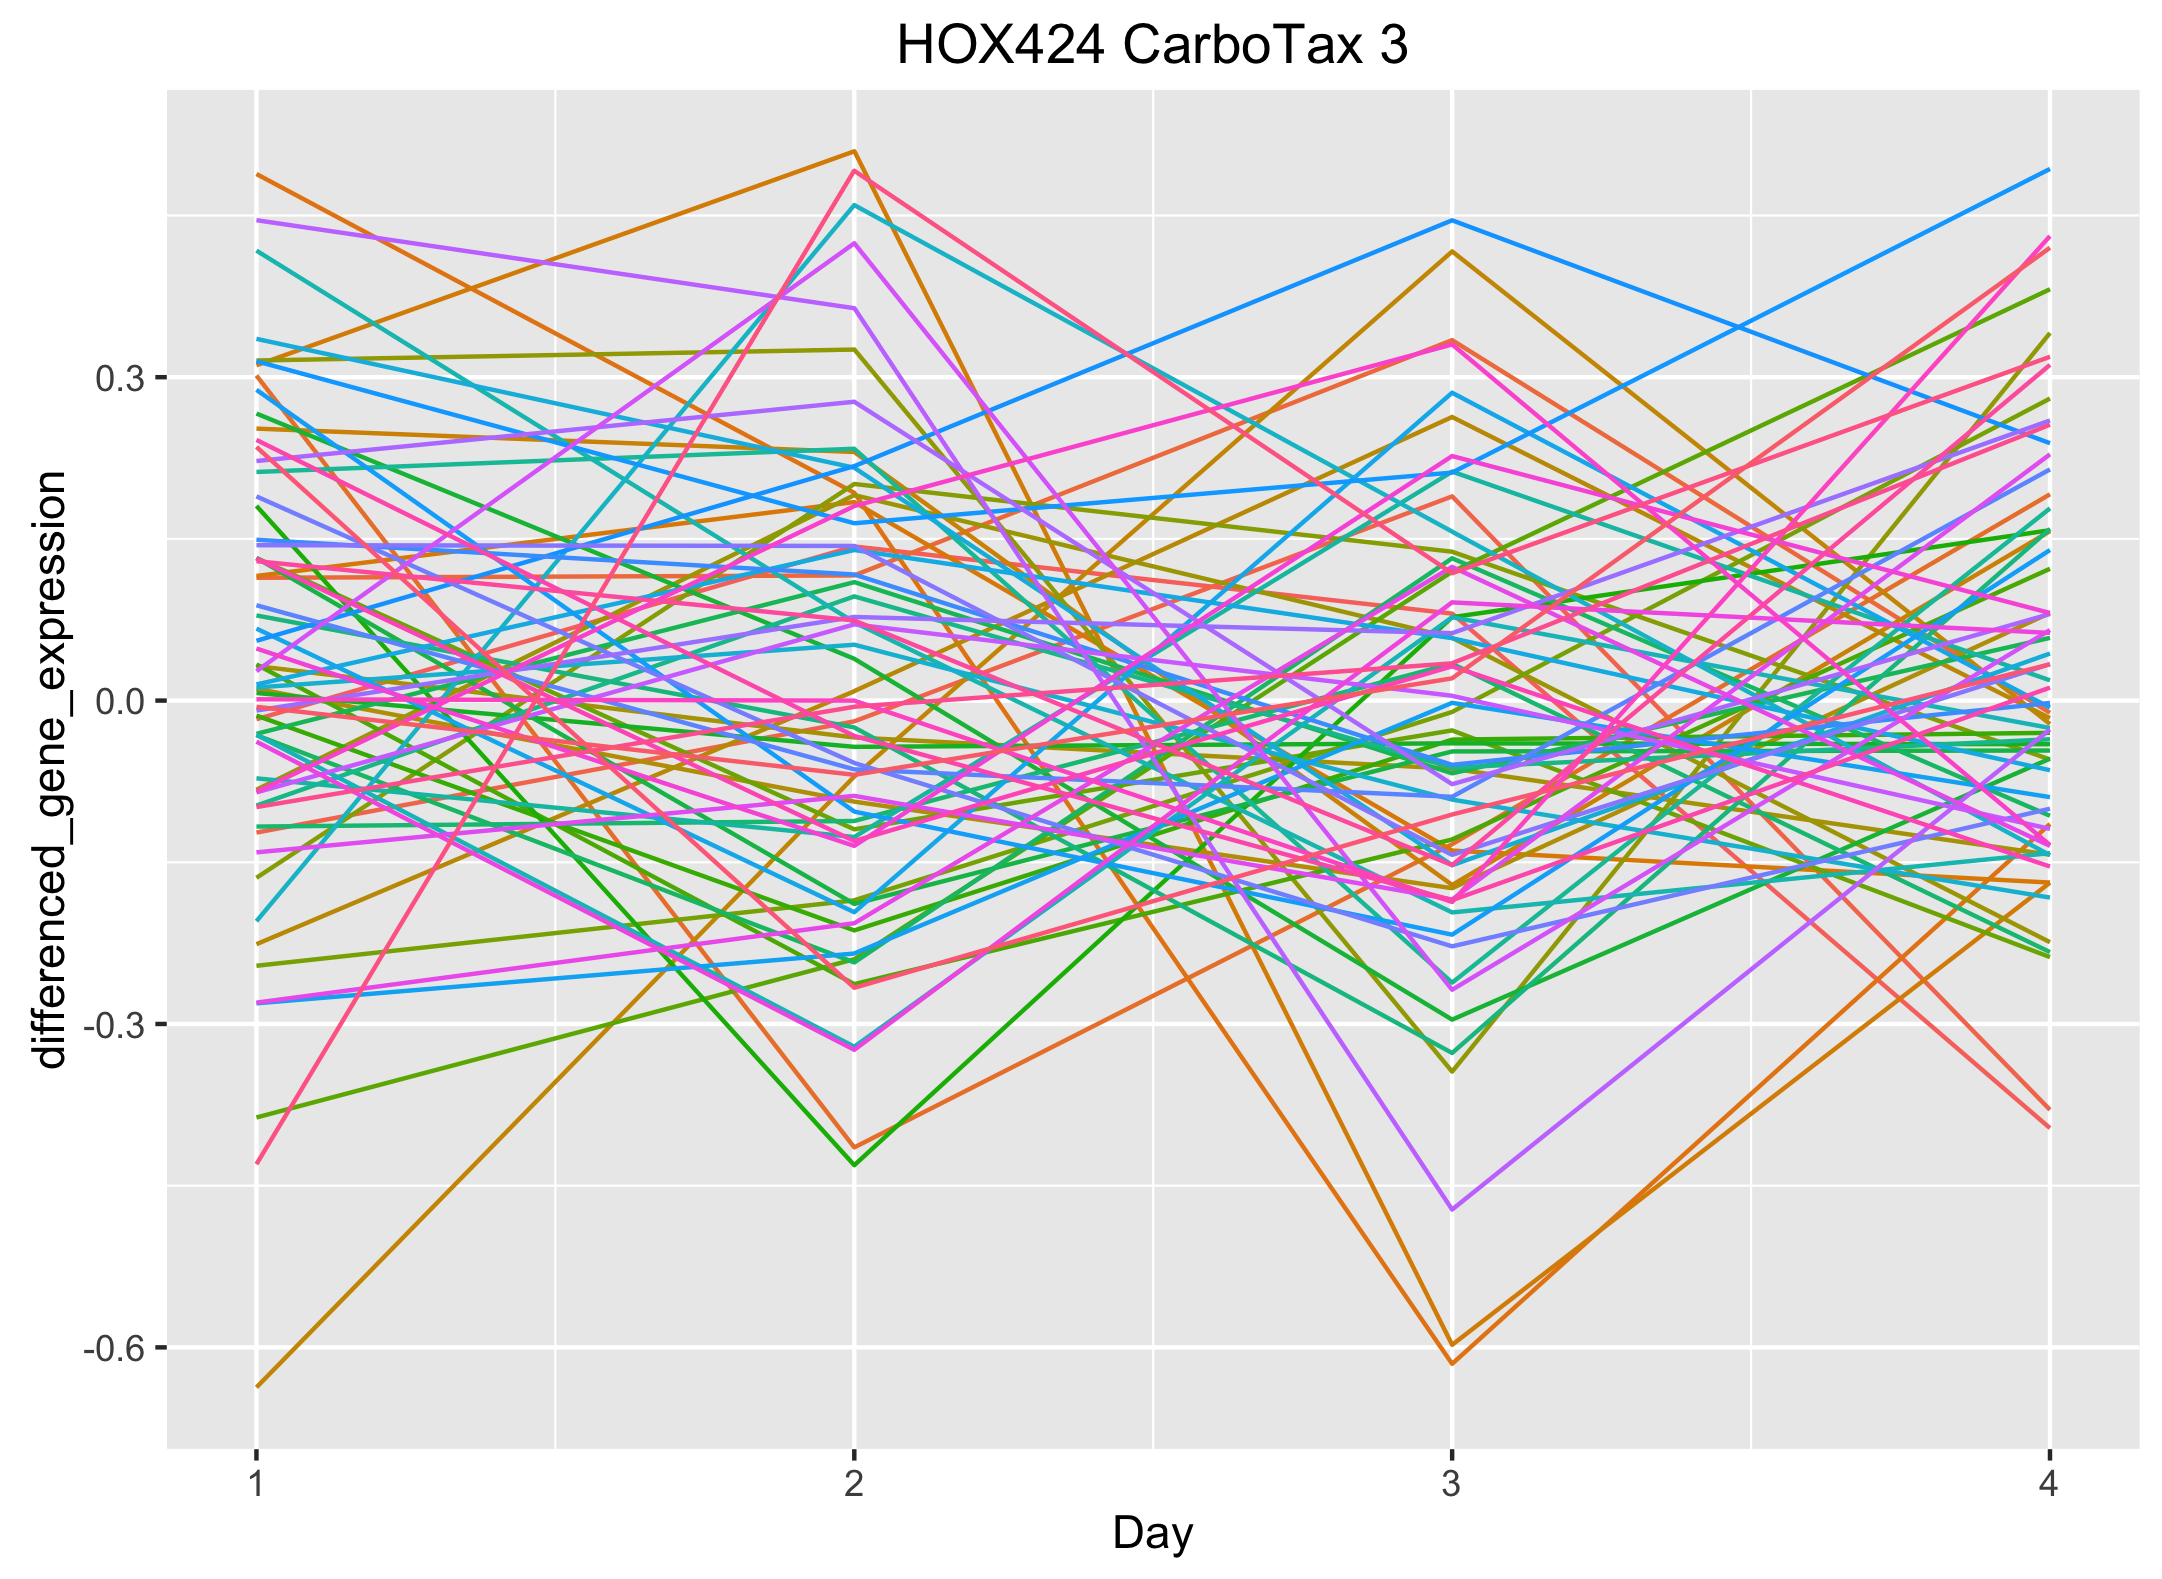 HOX424 CarboTax 3
differenced_gene_expression
0.3
0.0
-0.3
-0.6
1 2 3 4
Day